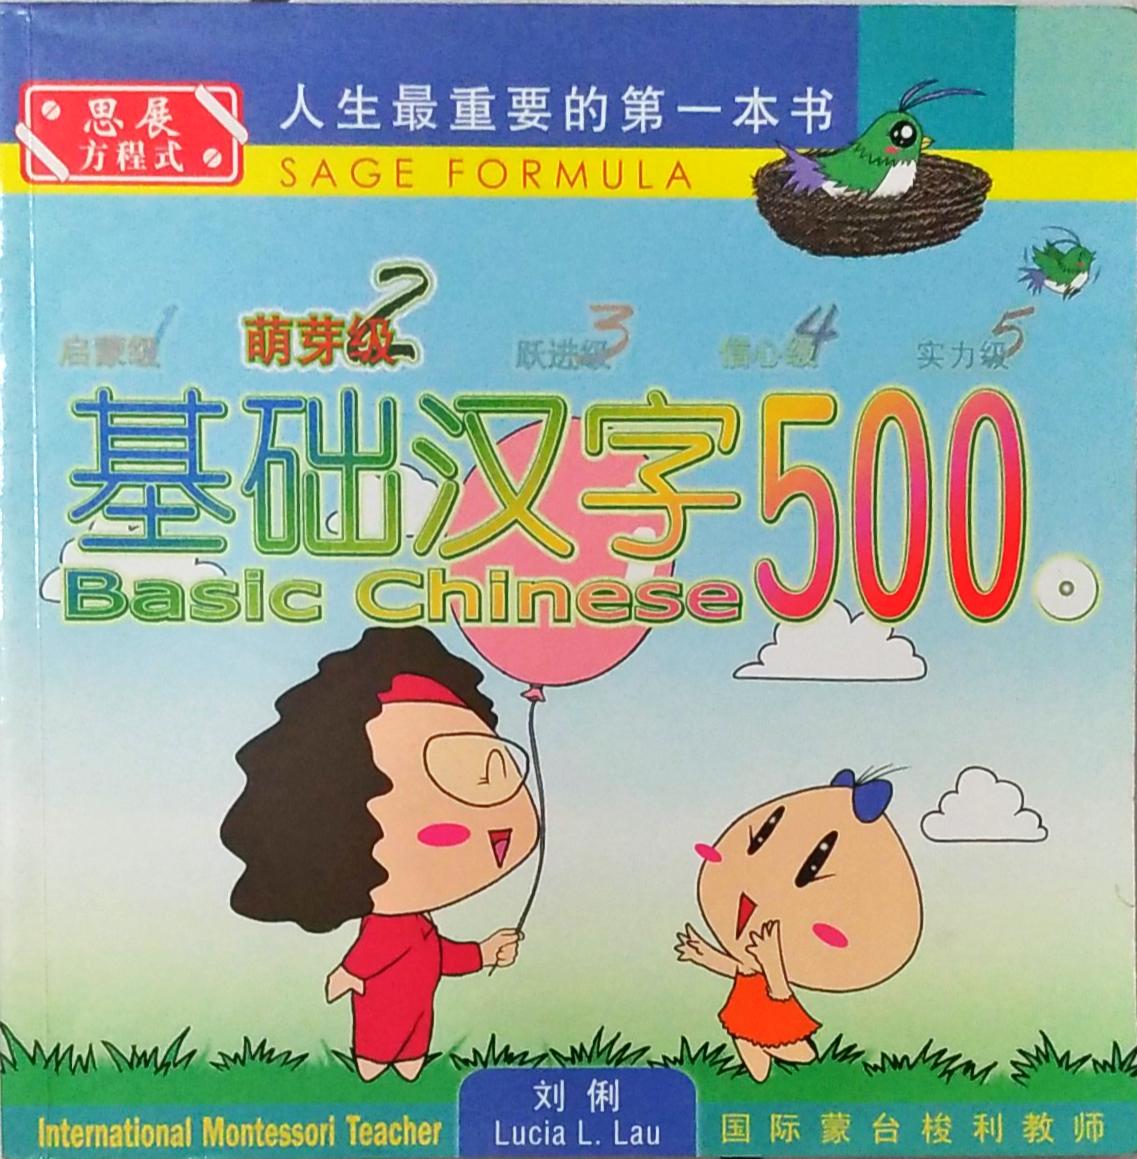 思展
方程式
人生最重要的第一本书
SAGE FORMULA
启蒙级1
萌芽级2
跃进级3
信心级4
实力级5
基础汉字500
Basic Chinese
刘俐
Lucia L. Lau
International Montessori Teacher
国际蒙台梭利教师